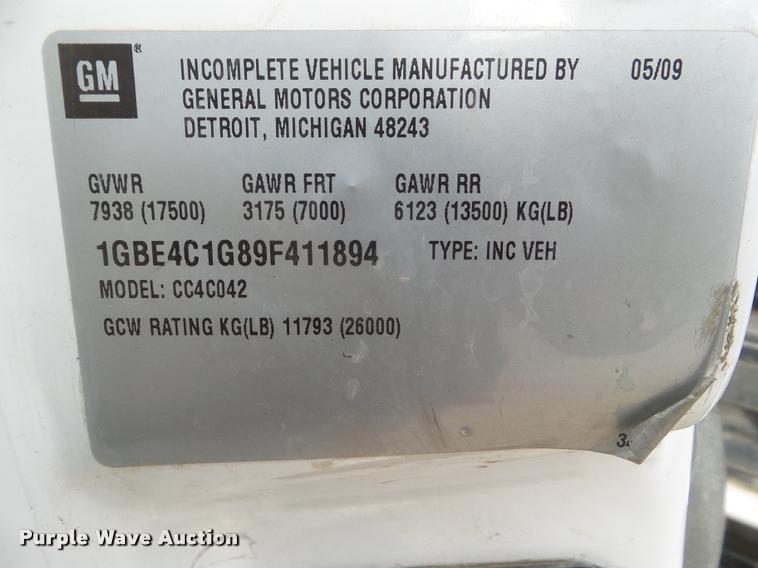 GM ® INCOMPLETE VEHICLE MANUFACTURED BY 05/09
GENERAL MOTORS CORPORATION
DETROIT, MICHIGAN 48243
GVWR GAWR FRT GAWR RR
7938 (17500) 3175 (7000) 6123 (13500) KG(LB)
1GBE4C1G89F411894 TYPE: INC VEH
MODEL: CC4C042
GCW RATING KG(LB) 11793 (26000)
Purple Wave Auction